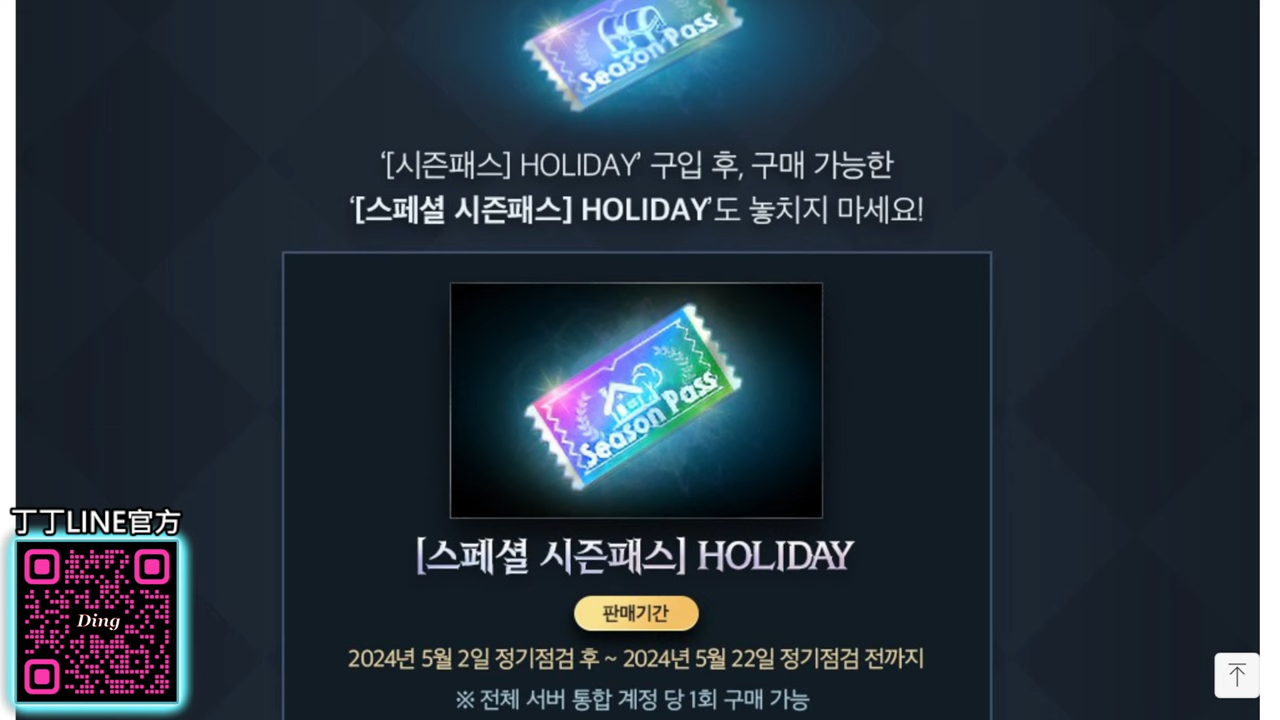 Season Pass
‘[시즌패스] HOLIDAY’ 구입 후, 구매 가능한
‘[스페셜 시즌패스] HOLIDAY’도 놓치지 마세요!
Season Pass
[스페셜 시즌패스] HOLIDAY
판매기간
2024년 5월 2일 정기점검 후 ~ 2024년 5월 22일 정기점검 전까지
※ 전체 서버 통합 계정 당 1회 구매 가능
丁丁LINE官方
Ding